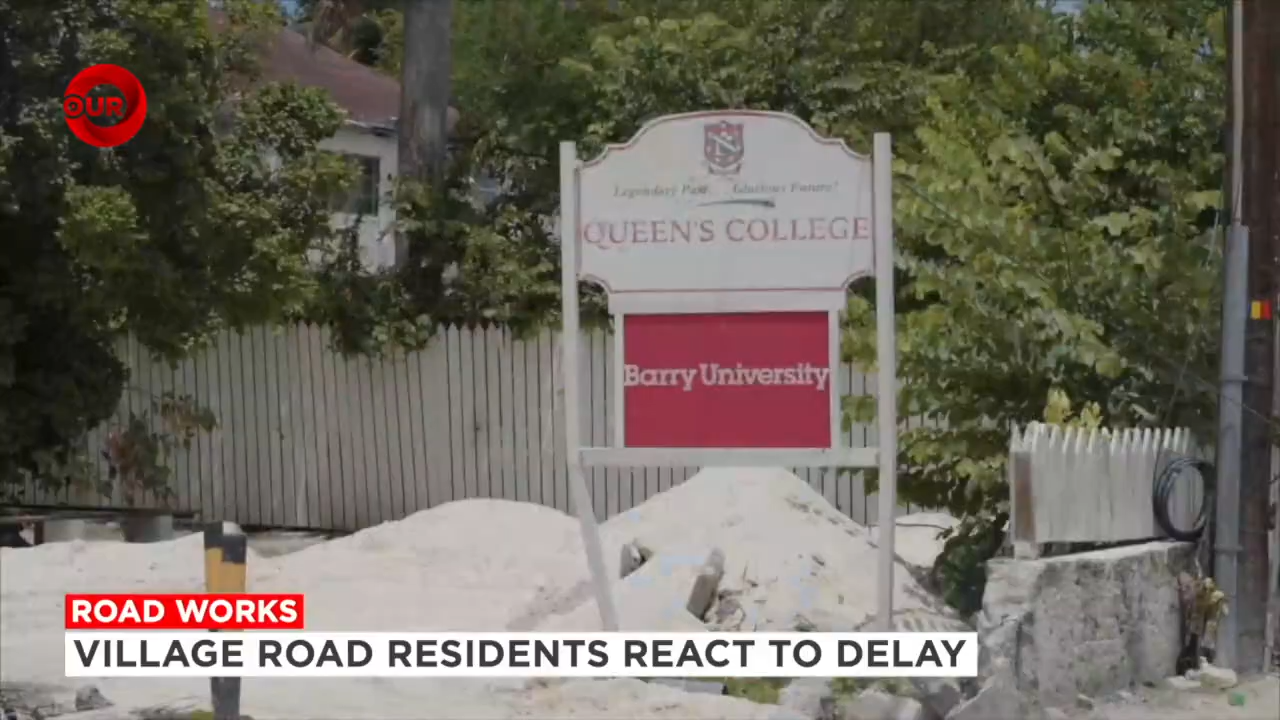 OUR
Legendary Past... Glorious Future!
QUEEN'S COLLEGE
Barry University
ROAD WORKS
VILLAGE ROAD RESIDENTS REACT TO DELAY